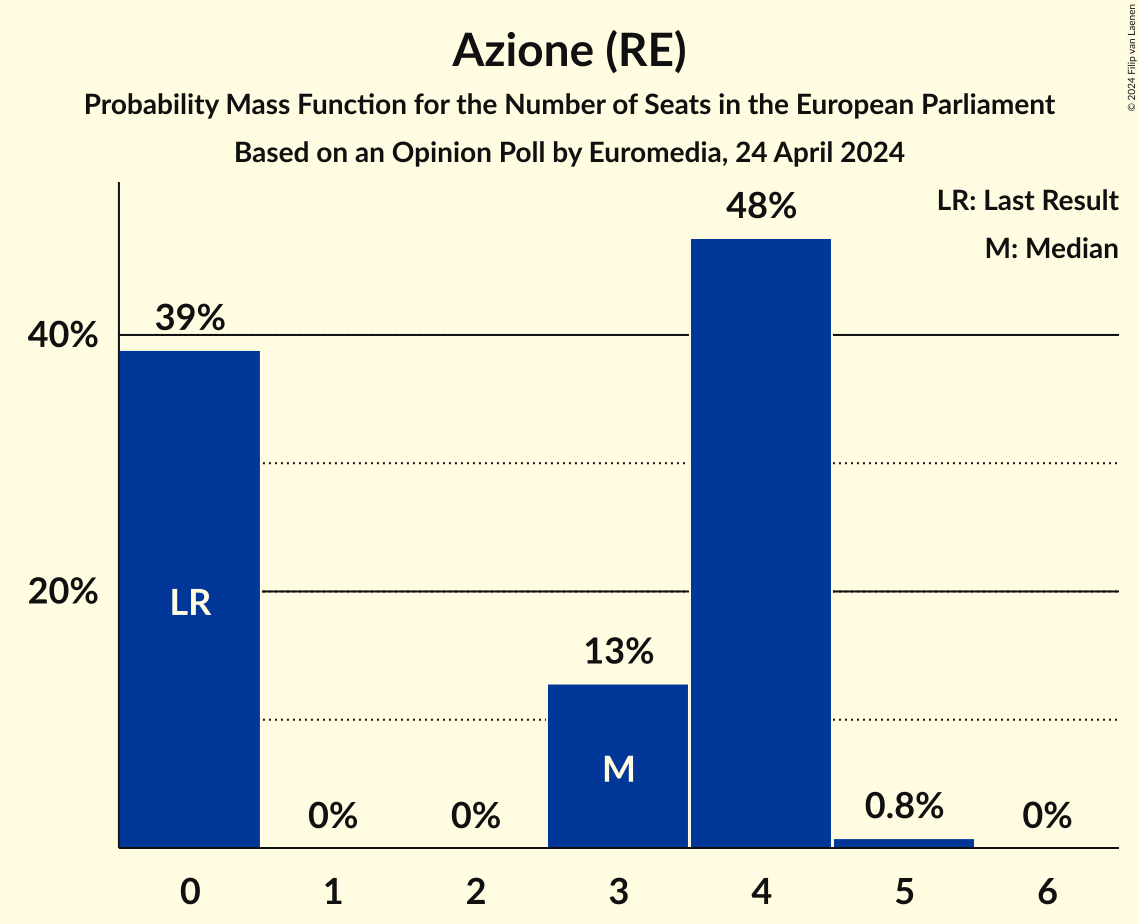 Azione (RE)
Probability Mass Function for the Number of Seats in the European Parliament
Based on an Opinion Poll by Euromedia, 24 April 2024
© 2024 Filip van Laenen
LR: Last Result
M: Median
48%
39%
40%
20%
LR
13%
M
0%
0%
0.8%
0%
0
1
2
3
4
5
6